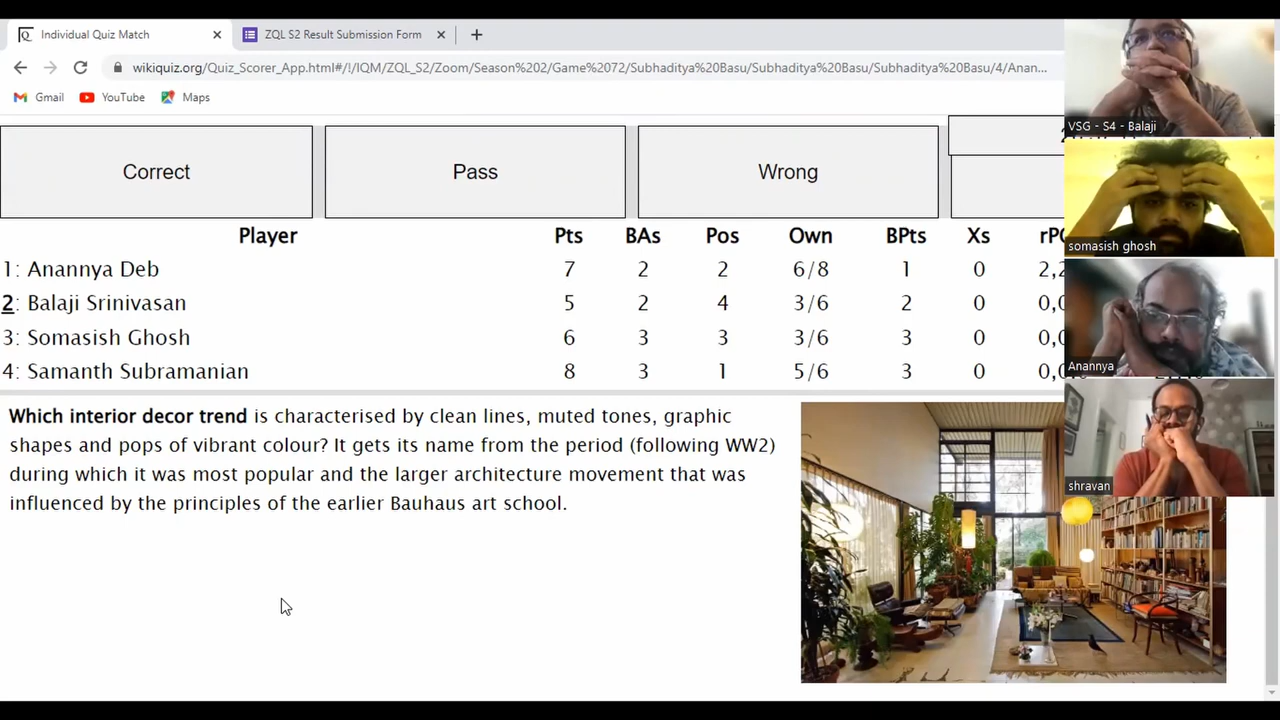 Individual Quiz Match
ZQL S2 Result Submission Form
wikiquiz.org/Quiz_Scorer_App.html#/I/IQM/ZQL_S2/Zoom/Season%202/Game%2072/Subhaditya%20Basu/Subhaditya%20Basu/Subhaditya%20Basu/4/Anan...
Gmail YouTube Maps
Correct Pass Wrong
Player Pts BAs Pos Own BPts Xs
1: Anannya Deb 7 2 2 6/8 1 0
2: Balaji Srinivasan 5 2 4 3/6 2 0
3: Somasish Ghosh 6 3 3 3/6 3 0
4: Samanth Subramanian 8 3 1 5/6 3 0
Which interior decor trend is characterised by clean lines, muted tones, graphic
shapes and pops of vibrant colour? It gets its name from the period (following WW2)
during which it was most popular and the larger architecture movement that was
influenced by the principles of the earlier Bauhaus art school.
VSG - S4 - Balaji
somasish ghosh
Anannya
shravan